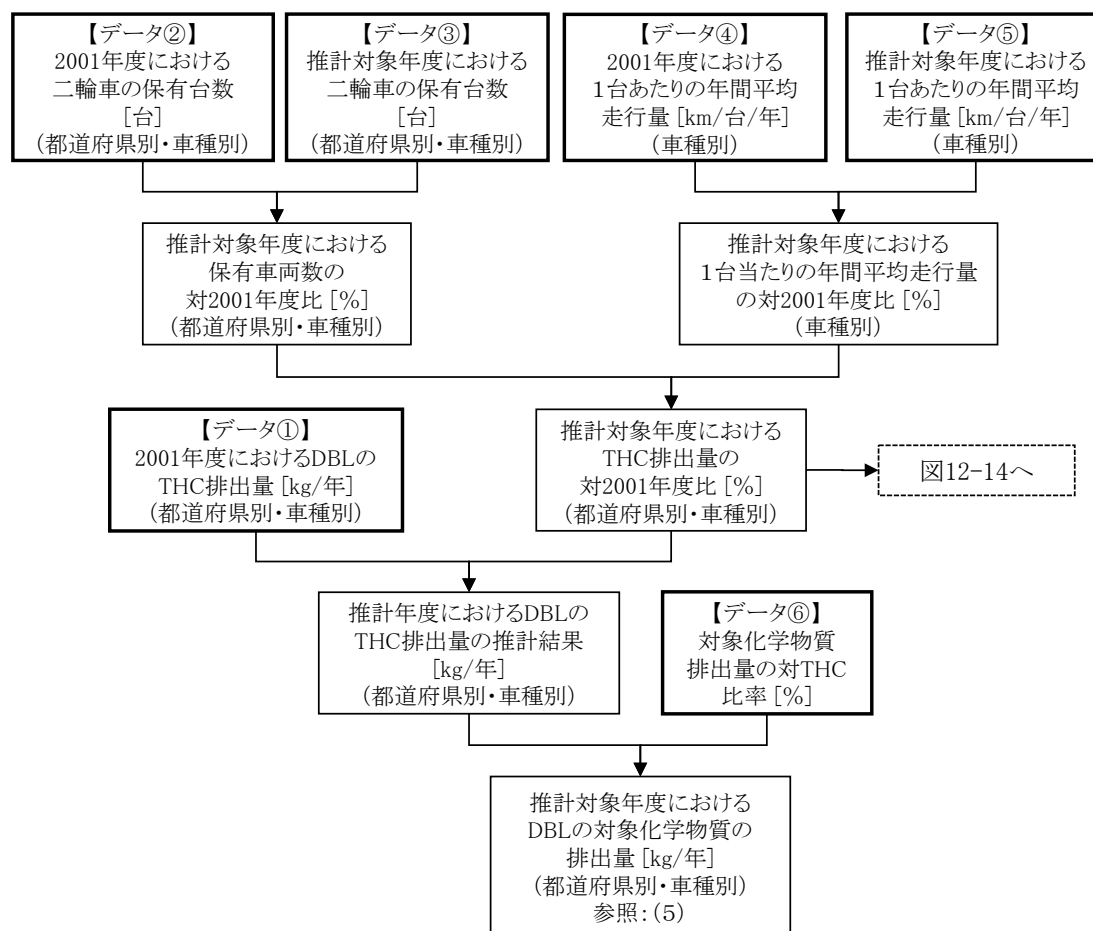 【データ②】
2001年度における
二輪車の保有台数
[台]
(都道府県別・車種別)
【データ③】
推計対象年度における
二輪車の保有台数
[台]
(都道府県別・車種別)
【データ④】
2001年度における
1台あたりの年間平均
走行量[km/台/年]
(車種別)
【データ⑤】
推計対象年度における
1台あたりの年間平均
走行量[km/台/年]
(車種別)
推計対象年度における
保有車両数の
対2001年度比[%]
(都道府県別・車種別)
推計対象年度における
1台当たりの年間平均走行量
の対2001年度比[%]
(車種別)
【データ①】
2001年度におけるDBLの
THC排出量[kg/年]
(都道府県別・車種別)
推計対象年度における
THC排出量の
対2001年度比[%]
(都道府県別・車種別)
図12-14へ
推計年度におけるDBLの
THC排出量の推計結果
[kg/年]
(都道府県別・車種別)
【データ⑥】
対象化学物質
排出量の対THC
比率[%]
推計対象年度における
DBLの対象化学物質の
排出量[kg/年]
(都道府県別・車種別)
参照:(5)